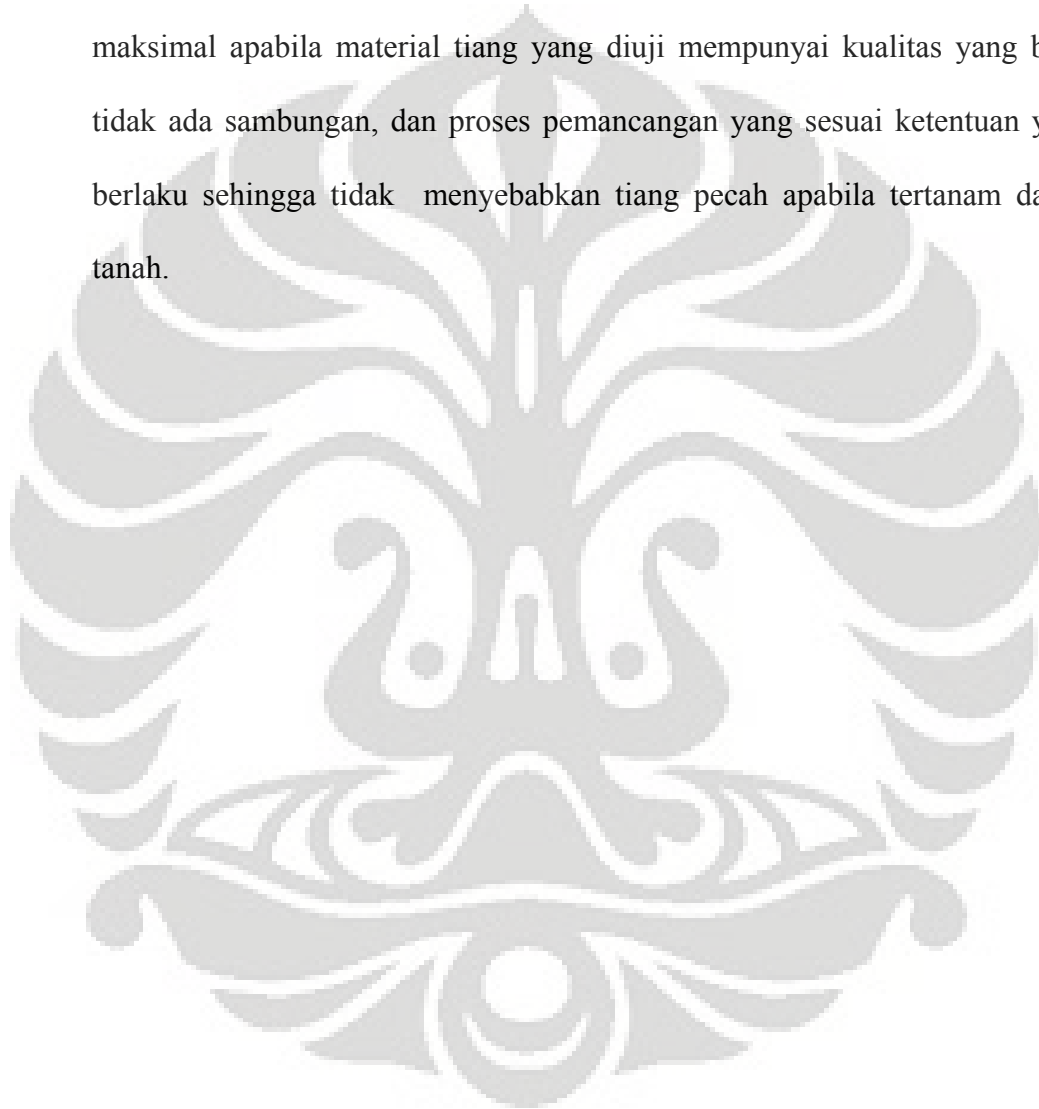 maksimal apabila material tiang yang diuji mempunyai kualitas yang
tidak ada sambungan, dan proses pemancangan yang sesuai ketentuan
berlaku sehingga tidak menyebabkan tiang pecah apabila tertanam
tanah.